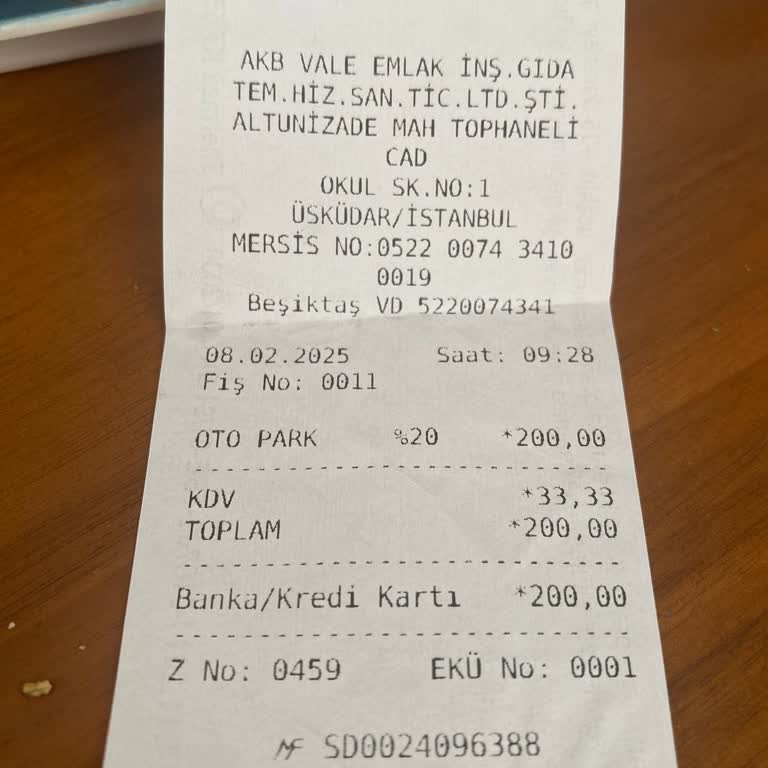 AKB VALE EMLAK İNŞ.GIDA
TEM.HİZ.SAN.TİC.LTD.ŞTİ.
ALTUNİZADE MAH TOPHANELİ
CAD
OKUL SK.NO:1
ÜSKÜDAR/İSTANBUL
MERSİS NO:0522 0074 3410
0019
Beşiktaş VD 5220074341
08.02.2025 Saat: 09:28
Fiş No: 0011
OTO PARK %20 *200,00
KDV *33,33
TOPLAM *200,00
Banka/Kredi Kartı *200,00
Z No: 0459 EKÜ No: 0001
MF SD0024096388